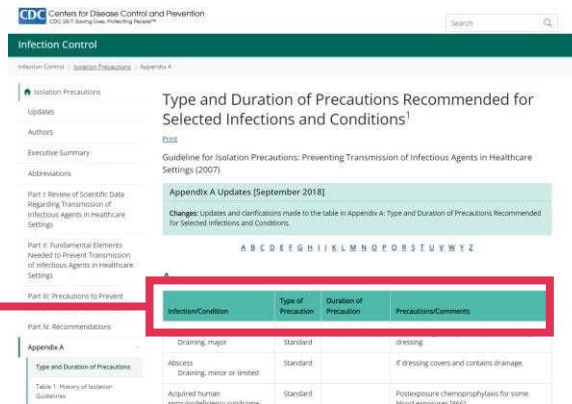 CDC Centers for Disease Control and Prevention
CDC 24/7: Saving Lives, Protecting People™
Search
Infection Control
Infection Control > Isolation Precautions > Appendix A
Isolation Precautions
Updates
Authors
Executive Summary
Abbreviations
Part I: Review of Scientific Data
Regarding Transmission of
Infectious Agents in Healthcare
Settings
Part II: Fundamental Elements
Needed to Prevent Transmission
of Infectious Agents in Healthcare
Settings
Part III: Precautions to Prevent
Part IV: Recommendations
Appendix A
Type and Duration of Precautions
Table 1. History of Isolation
Guidelines
Type and Duration of Precautions Recommended for
Selected Infections and Conditions1
Print
Guideline for Isolation Precautions: Preventing Transmission of Infectious Agents in Healthcare
Settings (2007)
Appendix A Updates [September 2018]
Changes: Updates and clarifications made to the table in Appendix A: Type and Duration of Precautions Recommended
for Selected Infections and Conditions.
A B C D E F G H I J K L M N O P Q R S T U V W Y Z
Infection/Condition Type of Precaution Duration of Precaution Precautions/Comments
Draining, major Standard dressing.
Abscess Standard If dressing covers and contains drainage.
Draining, minor or limited
Acquired human Standard Postexposure chemoprophylaxis for some
immunodeficiency syndrome blood exposures [866].